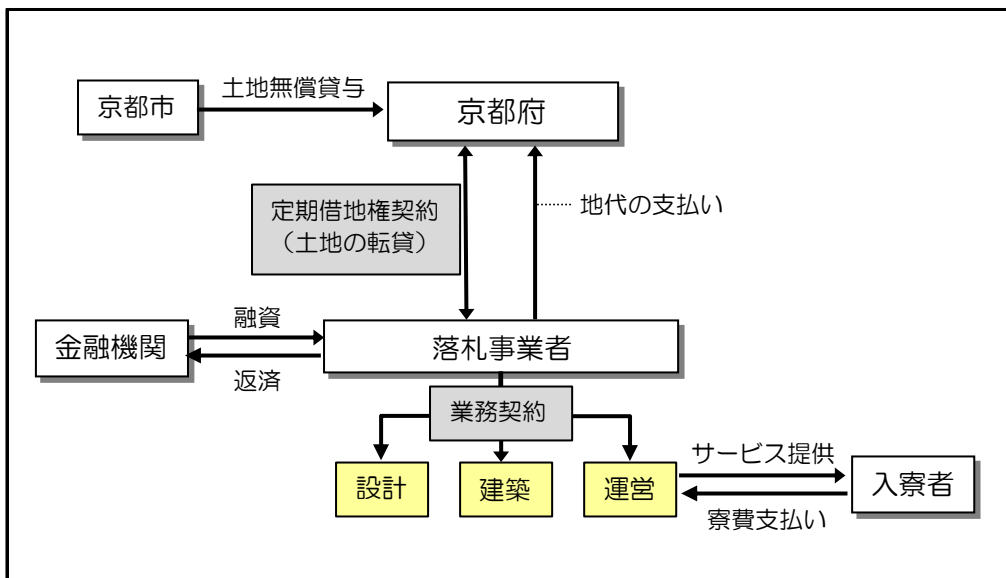 土地無償貸与
京都市
京都府
定期借地権契約
（土地の転貸）
地代の支払い
融資
金融機関
落札事業者
返済
業務契約
サービス提供
設計
建築
運営
入寮者
寮費支払い